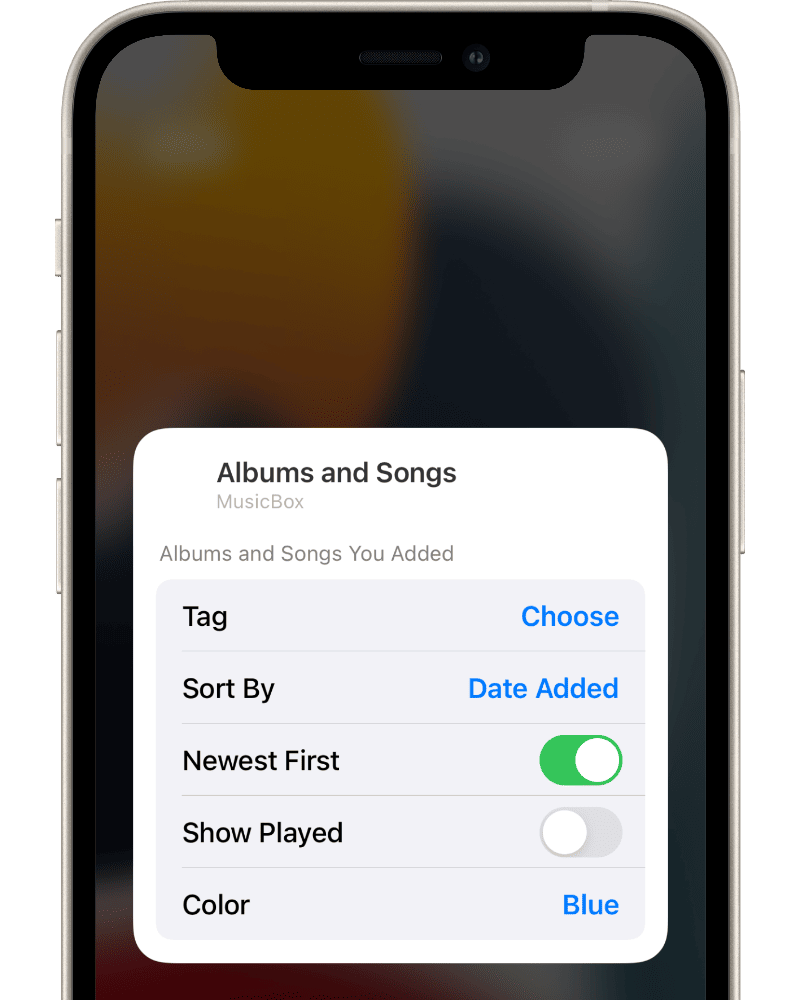 Albums and Songs
MusicBox
Albums and Songs You Added
Tag
Choose
Sort By
Date Added
Newest First
Show Played
Color
Blue